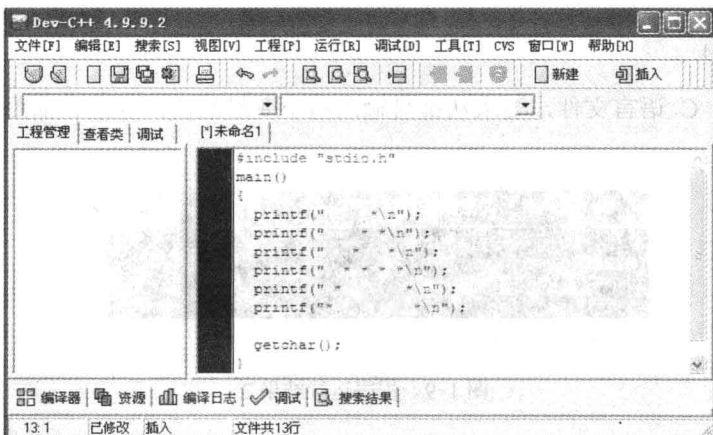 Dev-C++ 4.9.9.2
文件[F] 编辑[E] 搜索[S] 视图[V] 工程[P] 运行[R] 调试[D] 工具[T] CVS 窗口[W] 帮助[H]
新建 插入
C 语言文件
工程管理 查看类 调试 [*]未命名1
#include "stdio.h"
main()
{
  printf("      *\n");
  printf("     * *\n");
  printf("    *    *\n");
  printf("   * * * *\n");
  printf(" *         *\n");
  printf("*            *\n");

  getchar();
}
编译器 资源 编译日志 调试 搜索结果
13: 1 已修改 插入 文件共13行